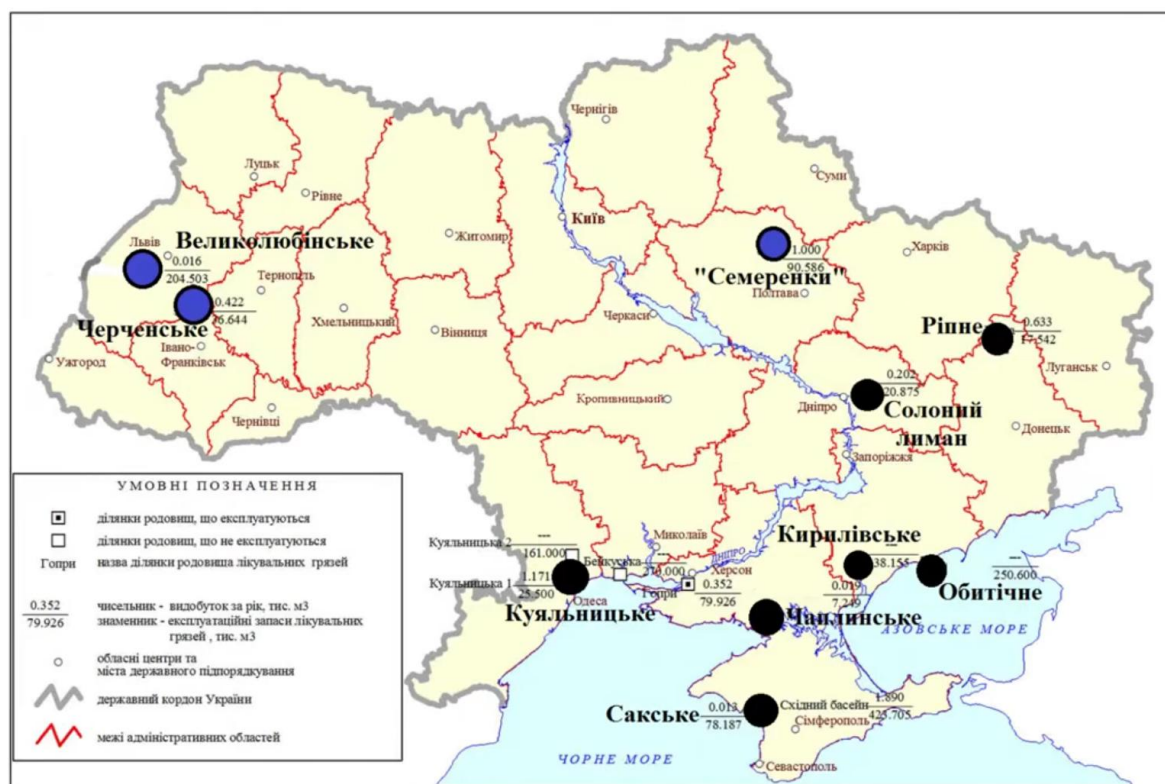 Чернігів
Луцьк
Рівне
Суми
Київ
Житомир
Львів
Великолюбінське
0.016
204.503
Тернопіль
Харків
1.000
90.586
"Семеренки"
Полтава
0.422
Черченське
Хмельницький
Вінниця
Черкаси
Ріпне
0.633
17.542
Івано-
Франківськ
Ужгород
Луганськ
0.202
20.875
Чернівці
Кропивницький
Дніпро
Солоний
лиман
Донецьк
Запоріжжя
УМОВНІ ПОЗНАЧЕННЯ
ділянки родовищ, що експлуатуються
ділянки родовищ, що не експлуатуються
Гопри назва ділянки родовища лікувальних грязей
0.352 чисельник - видобуток за рік, тис. м3
79.926 знаменник - експлуатаційні запаси лікувальних
грязей , тис. м3
обласні центри та
міста державного підпорядкування
державний кордон України
межі адміністративних областей
Миколаїв
Куяльницька 2
---
161.000
Бейкуська
---
270.000
ДНІПРО
Херсон
Кирилівське
---
38.155
---
250.600
Обитічне
Куяльницька 1
1.171
25.500
Одеса
Куяльницьке
Гопри
0.352
79.926
0.019
7.249
Чаплинське
АЗОВСЬКЕ МОРЕ
Сакське
0.013
78.187
Східний басейн
1.890
423.705
Сімферополь
ЧОРНЕ МОРЕ
Севастополь